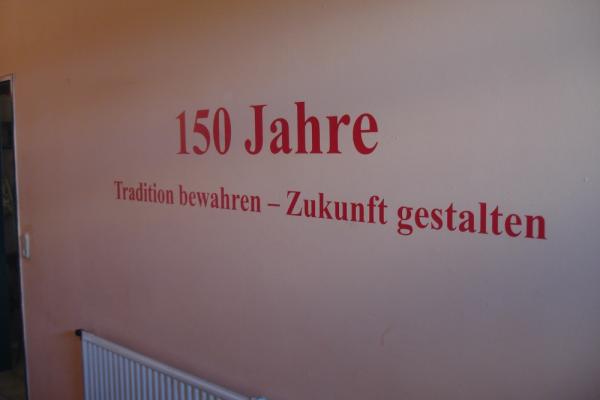 150 Jahre
Tradition bewahren – Zukunft gestalten